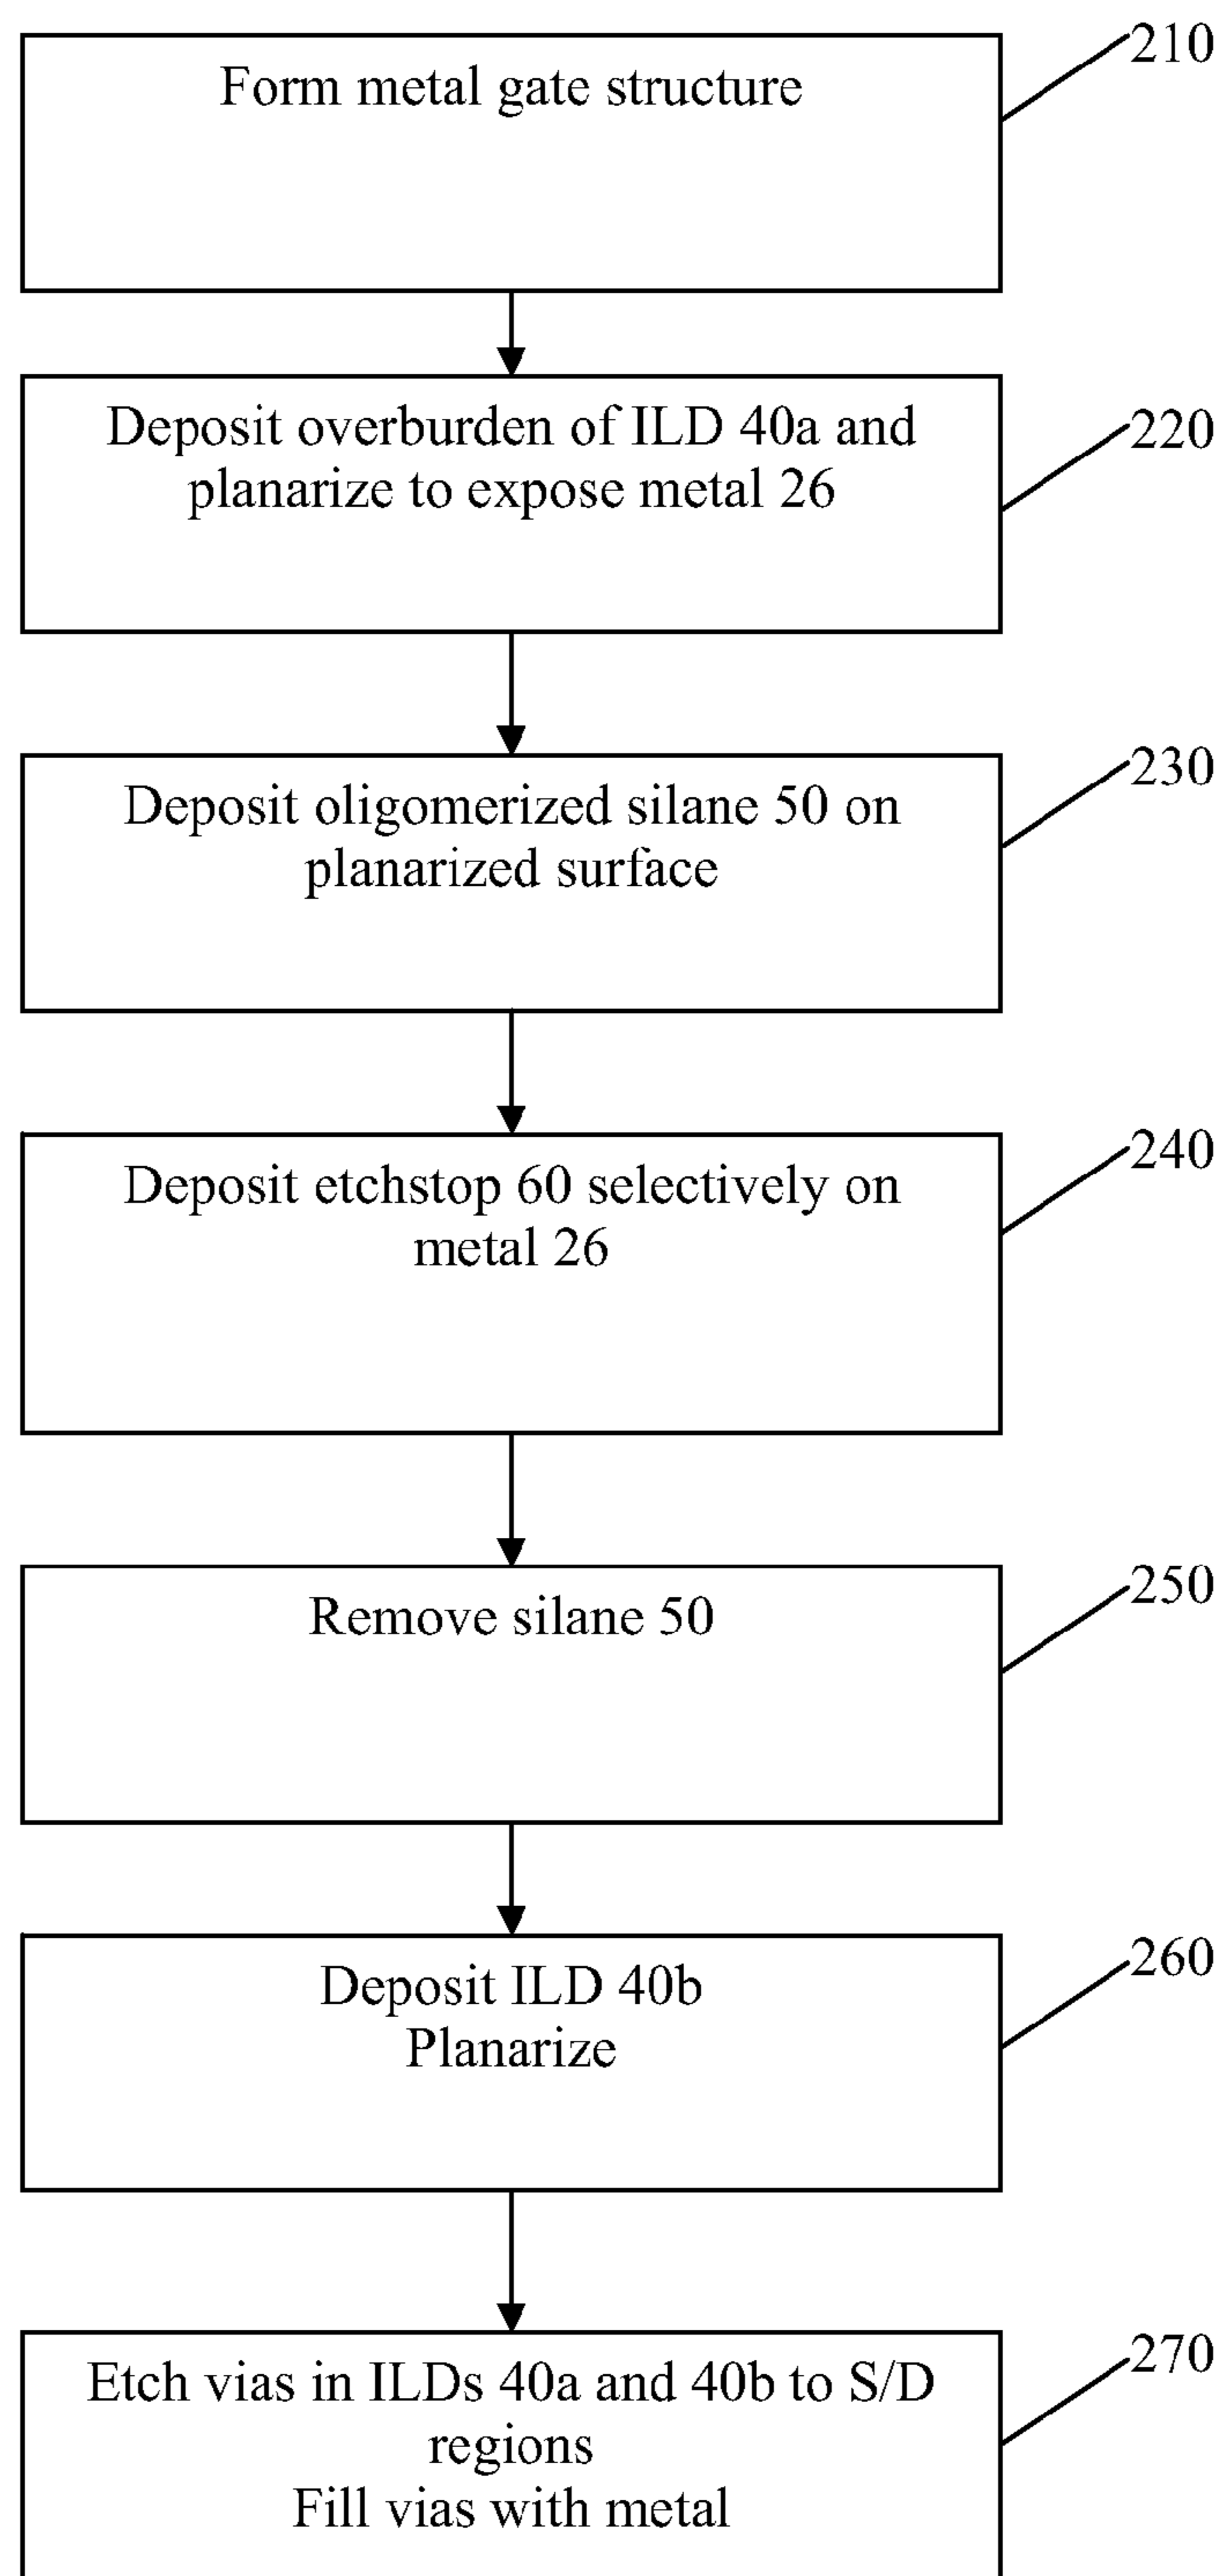 210
Form metal gate structure
220
Deposit overburden of ILD 40a and
planarize to expose metal 26
230
Deposit oligomerized silane 50 on
planarized surface
240
Deposit etchstop 60 selectively on
metal 26
250
Remove silane 50
260
Deposit ILD 40b
Planarize
270
Etch vias in ILDs 40a and 40b to S/D
regions
Fill vias with metal